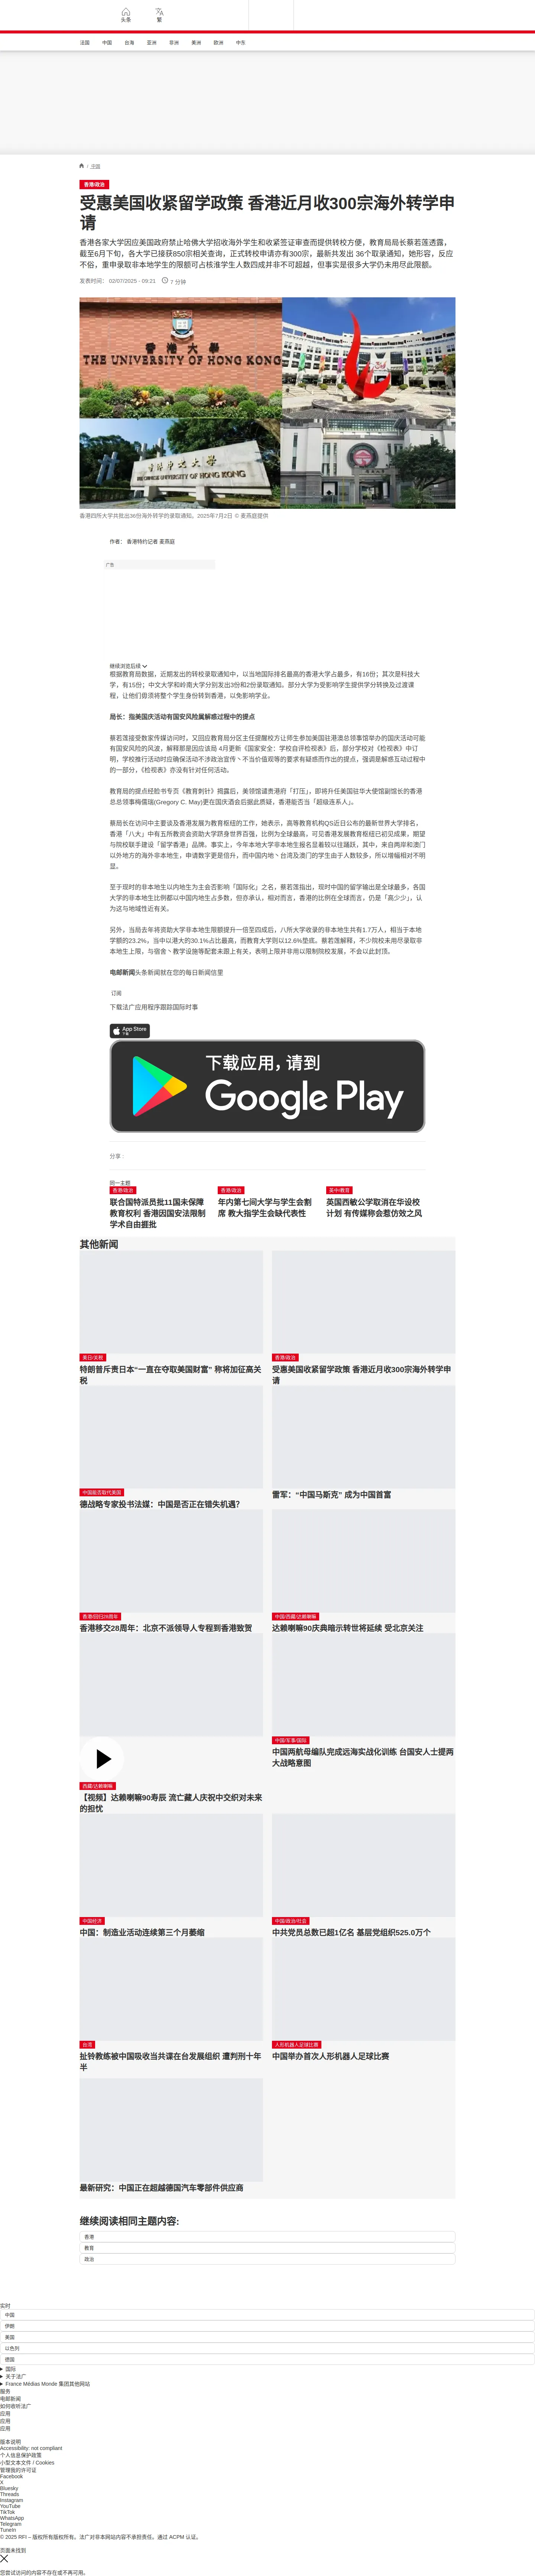 头条
繁
法国
中国
台海
亚洲
非洲
美洲
欧洲
中东
/ 中国
香港/政治
受惠美国收紧留学政策 香港近月收300宗海外转学申
请
香港各家大学因应美国政府禁止哈佛大学招收海外学生和收紧签证审查而提供转校方便，教育局局长蔡若莲透露，
截至6月下旬，各大学已接获850宗相关查询，正式转校申请亦有300宗，最新共发出 36个取录通知，她形容，反应
不俗，重申录取非本地学生的限额可占核准学生人数四成并非不可超越，但事实是很多大学仍未用尽此限额。
发表时间： 02/07/2025 - 09:21
7 分钟
香港大學
THE UNIVERSITY OF HONG KONG
香港中文大学
THE CHINESE UNIVERSITY OF HONG KONG
香港四所大学共批出36份海外转学的录取通知。2025年7月2日 © 麦燕庭提供
作者： 香港特约记者 麦燕庭
广告
继续浏览后续
根据教育局数据，近期发出的转校录取通知中，以当地国际排名最高的香港大学占最多，有16份；其次是科技大
学，有15份；中文大学和岭南大学分别发出3份和2份录取通知。部分大学为受影响学生提供学分转换及过渡课
程，让他们毋须将整个学生身份转到香港，以免影响学业。
局长：指美国庆活动有国安风险属解惑过程中的提点
蔡若莲接受数家传媒访问时，又回应教育局分区主任提醒校方让师生参加美国驻港澳总领事馆举办的国庆活动可能
有国安风险的风波，解释那是因应该局 4月更新《国家安全：学校自评检视表》后，部分学校对《检视表》中订
明，学校推行活动时应确保活动不涉政治宣传丶不当价值观等的要求有疑惑而作出的提点，强调是解惑互动过程中
的一部分，《检视表》亦没有针对任何活动。
教育局的提点经脸书专页《教育刺针》揭露后，美领馆谴责港府「打压」，即将升任美国驻华大使馆副馆长的香港
总总领事梅儒瑞(Gregory C. May)更在国庆酒会后据此质疑，香港能否当「超级连系人」。
蔡局长在访问中主要谈及香港发展为教育枢纽的工作，她表示，高等教育机构QS近日公布的最新世界大学排名，
香港「八大」中有五所教资会资助大学跻身世界百强，比例为全球最高，可见香港发展教育枢纽已初见成果，期望
与院校联手建设「留学香港」品牌。事实上，今年本地大学非本地生报名显着较以往踊跃，其中，来自两岸和澳门
以外地方的海外非本地生，申请数字更是倍升，而中国内地丶台湾及澳门的学生由于人数较多，所以增幅相对不明
显。
至于现时的非本地生以内地生为主会否影响「国际化」之名，蔡若莲指出，现时中国的留学输出是全球最多，各国
大学的非本地生比例都以中国内地生占多数，但亦承认，相对而言，香港的比例在全球而言，仍是「高少少」，认
为这与地域性近有关。
另外，当局去年将资助大学非本地生限额提升一倍至四成后，八所大学收录的非本地生共有1.7万人，相当于本地
学额的23.2%。当中以港大的30.1%占比最高，而教育大学则以12.6%垫底。蔡若莲解释，不少院校未用尽录取非
本地生上限，与宿舍丶教学设施等配套未跟上有关，表明上限并非用以限制院校发展，不会以此封顶。
电邮新闻头条新闻就在您的每日新闻信里
订阅
下载法广应用程序跟踪国际时事
App Store
下载应用，请到
Google Play
分享 :
同一主题
香港/政治
联合国特派员批11国未保障
教育权利 香港因国安法限制
学术自由捱批
香港/政治
年内第七间大学与学生会割
席 教大指学生会缺代表性
英中/教育
英国西敏公学取消在华设校
计划 有传媒称会惹仿效之风
其他新闻
美日/关税
特朗普斥责日本“一直在夺取美国财富” 称将加征高关
税
香港/政治
受惠美国收紧留学政策 香港近月收300宗海外转学申
请
中国能否取代美国
德战略专家投书法媒：中国是否正在错失机遇?
雷军：“中国马斯克” 成为中国首富
香港/回归28周年
香港移交28周年：北京不派领导人专程到香港致贺
中国/西藏/达赖喇嘛
达赖喇嘛90庆典暗示转世将延续 受北京关注
西藏/达赖喇嘛
【视频】达赖喇嘛90寿辰 流亡藏人庆祝中交织对未来
的担忧
中国/军事/国际
中国两航母编队完成远海实战化训练 台国安人士提两
大战略意图
中国经济
中国：制造业活动连续第三个月萎缩
中国/政治/社会
中共党员总数已超1亿名 基层党组织525.0万个
台湾
扯铃教练被中国吸收当共谍在台发展组织 遭判刑十年
半
人形机器人足球比赛
中国举办首次人形机器人足球比赛
最新研究：中国正在超越德国汽车零部件供应商
继续阅读相同主题内容:
香港
教育
政治
实时
中国
伊朗
美国
以色列
德国
国际
关于法广
France Médias Monde 集团其他网站
服务
电邮新闻
如何收听法广
应用
应用
应用
版本说明
Accessibility: not compliant
个人信息保护政策
小型文本文件 / Cookies
管理我的许可证
Facebook
X
Bluesky
Threads
Instagram
YouTube
TikTok
WhatsApp
Telegram
TuneIn
© 2025 RFI – 版权所有版权所有。法广对非本网站内容不承担责任。通过 ACPM 认证。
页面未找到
您尝试访问的内容不存在或不再可用。